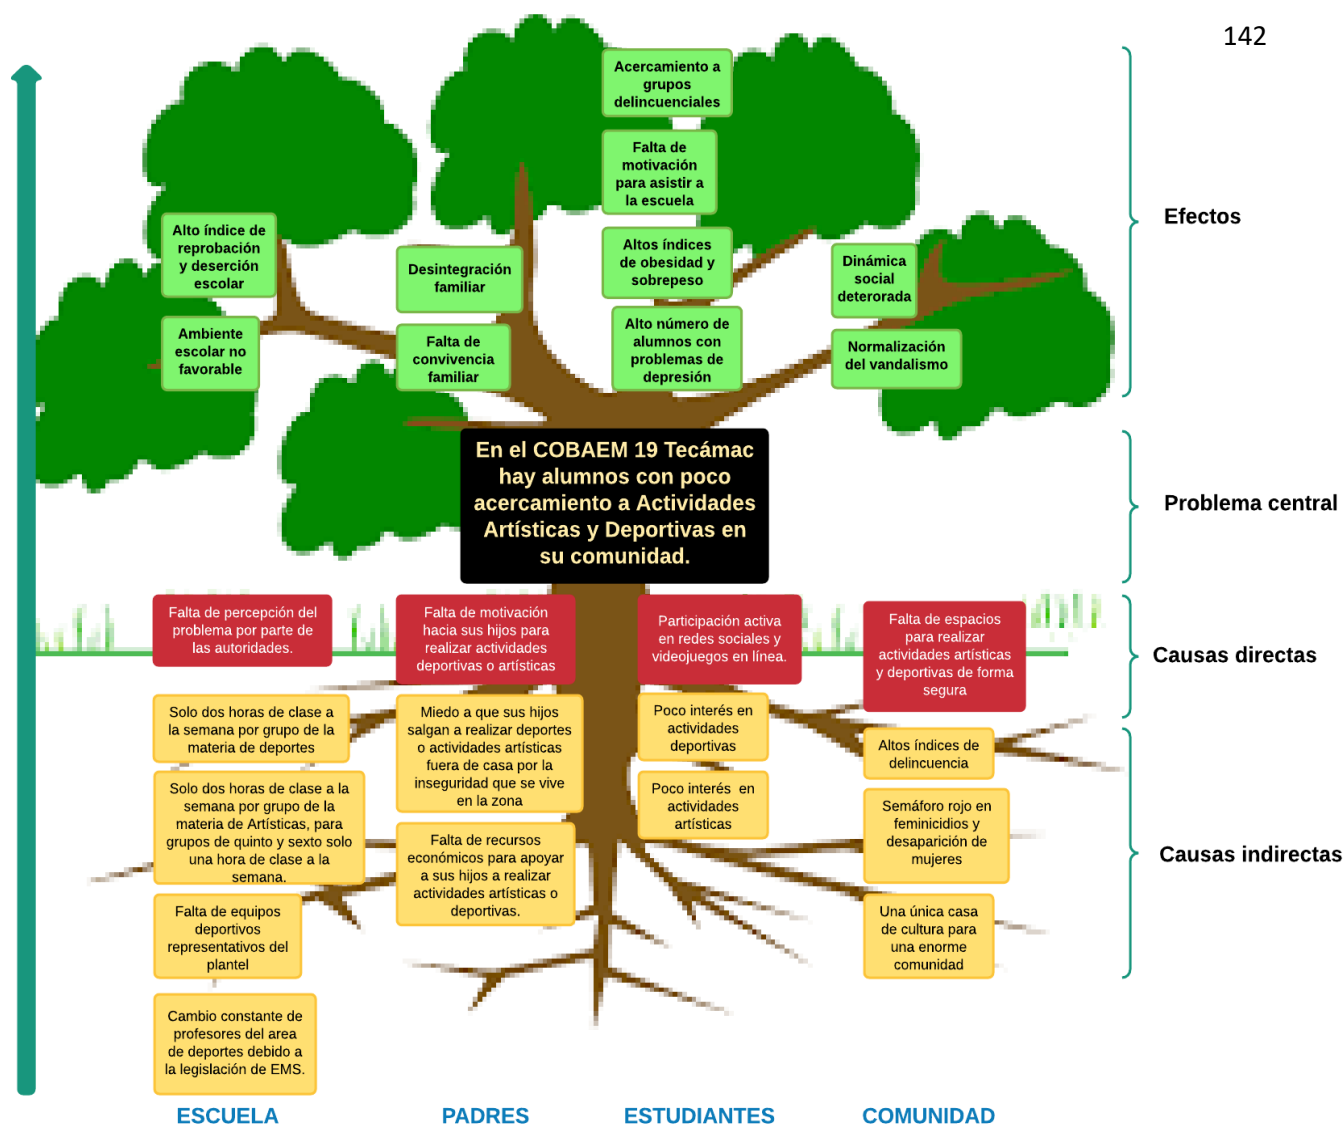 142
Acercamiento a
grupos
delincuenciales
Falta de
motivación
para asistir a
la escuela
Altos índices
de obesidad y
sobrepeso
Alto número de
alumnos con
problemas de
depresión
Alto índice de
reprobación
y deserción
escolar
Ambiente
escolar no
favorable
Desintegración
familiar
Falta de
convivencia
familiar
Dinámica
social
deterorada
Normalización
del vandalismo
Efectos
En el COBAEM 19 Tecámac
hay alumnos con poco
acercamiento a Actividades
Artísticas y Deportivas en
su comunidad.
Problema central
Falta de percepción del
problema por parte de
las autoridades.
Falta de motivación
hacia sus hijos para
realizar actividades
deportivas o artísticas
Participación activa
en redes sociales y
videojuegos en línea.
Falta de espacios
para realizar
actividades artísticas
y deportivas de forma
segura
Causas directas
Solo dos horas de clase a
la semana por grupo de la
materia de deportes
Solo dos horas de clase a la
semana por grupo de la
materia de Artísticas, para
grupos de quinto y sexto solo
una hora de clase a la
semana.
Falta de equipos
deportivos
representativos del
plantel
Cambio constante de
profesores del area
de deportes debido a
la legislación de EMS.
Miedo a que sus hijos
salgan a realizar deportes
o actividades artísticas
fuera de casa por la
inseguridad que se vive
en la zona
Falta de recursos
económicos para apoyar
a sus hijos a realizar
actividades artísticas o
deportivas.
Poco interés en
actividades
deportivas
Poco interés en
actividades
artísticas
Altos índices de
delincuencia
Semáforo rojo en
feminicidios y
desaparición de
mujeres
Una única casa
de cultura para
una enorme
comunidad
Causas indirectas
ESCUELA
PADRES
ESTUDIANTES
COMUNIDAD